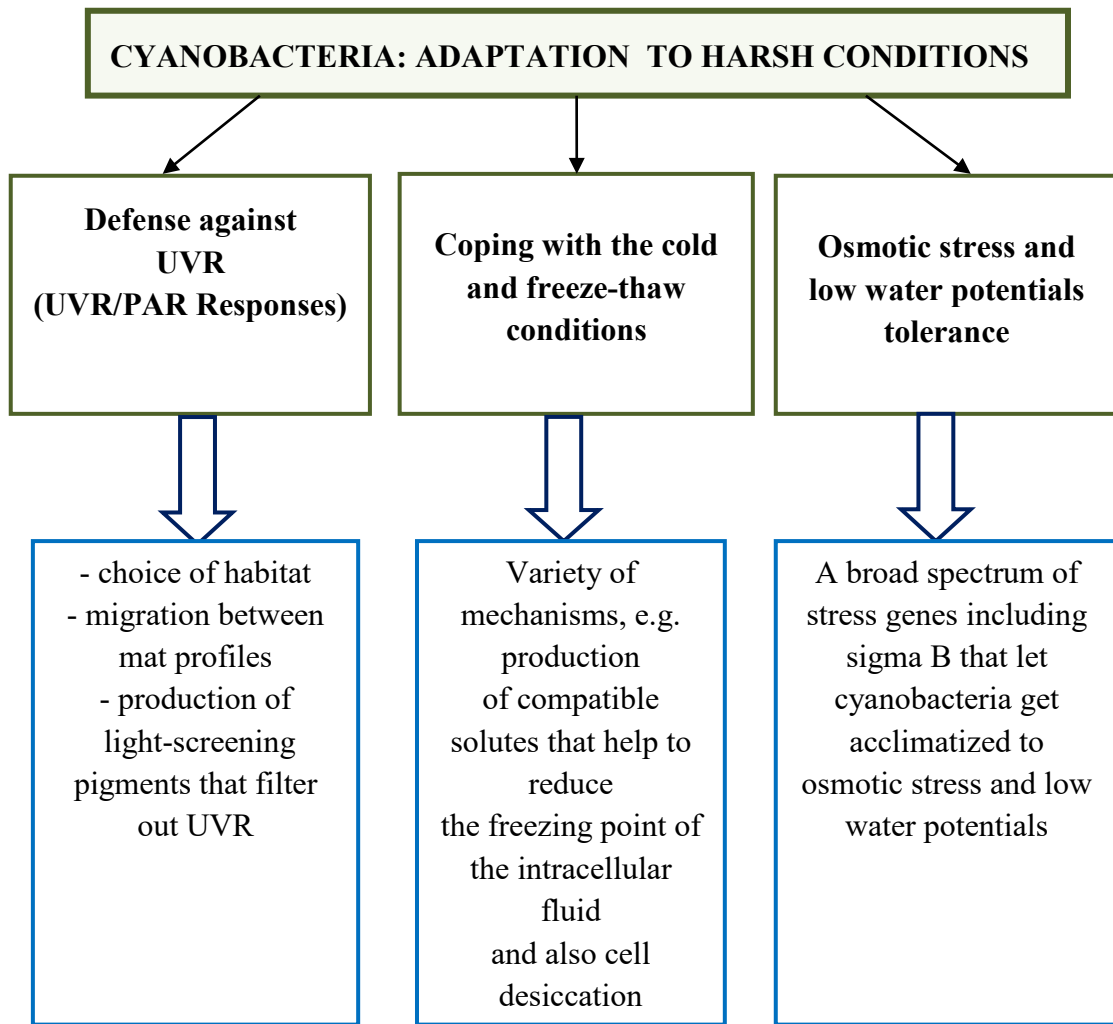 CYANOBACTERIA: ADAPTATION TO HARSH CONDITIONS
Defense against
UVR
(UVR/PAR Responses)
Coping with the cold
and freeze-thaw
conditions
Osmotic stress and
low water potentials
tolerance
- choice of habitat
- migration between
mat profiles
- production of
light-screening
pigments that filter
out UVR
Variety of
mechanisms, e.g.
production
of compatible
solutes that help to
reduce
the freezing point of
the intracellular
fluid
and also cell
desiccation
A broad spectrum of
stress genes including
sigma B that let
cyanobacteria get
acclimatized to
osmotic stress and low
water potentials